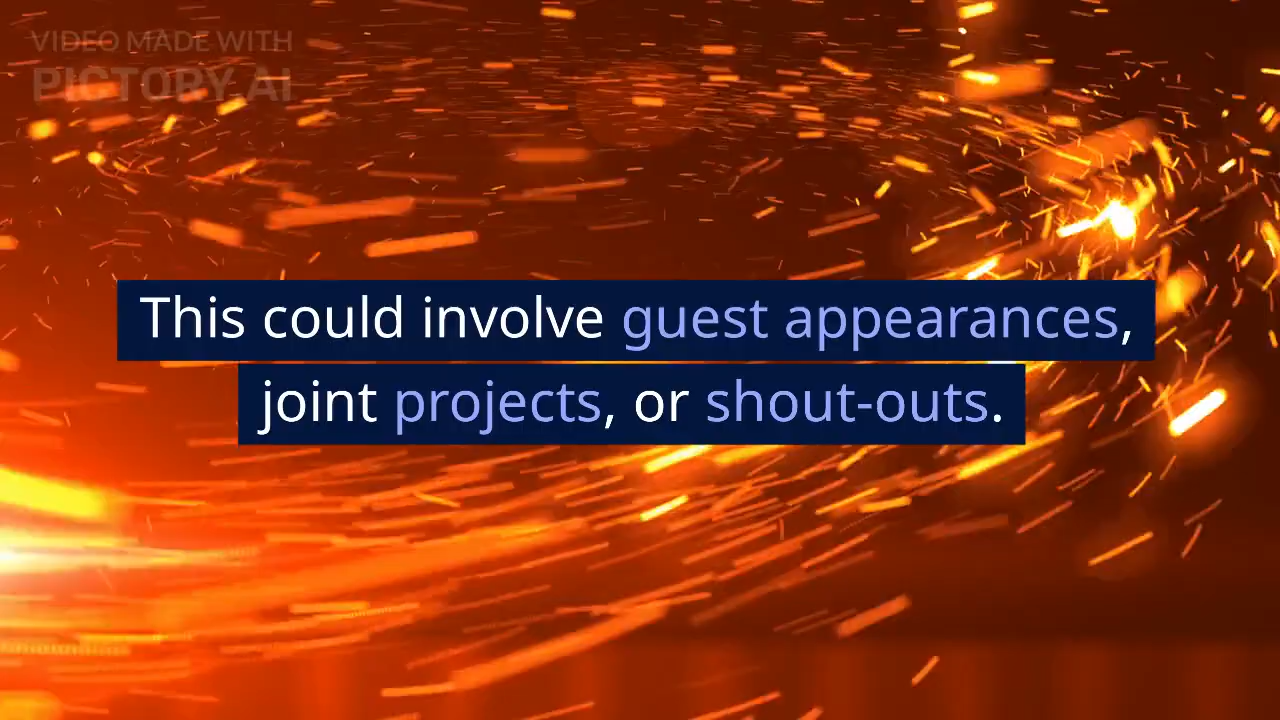 VIDEO MADE WITH
PICTORY.AI
This could involve guest appearances,
joint projects, or shout-outs.